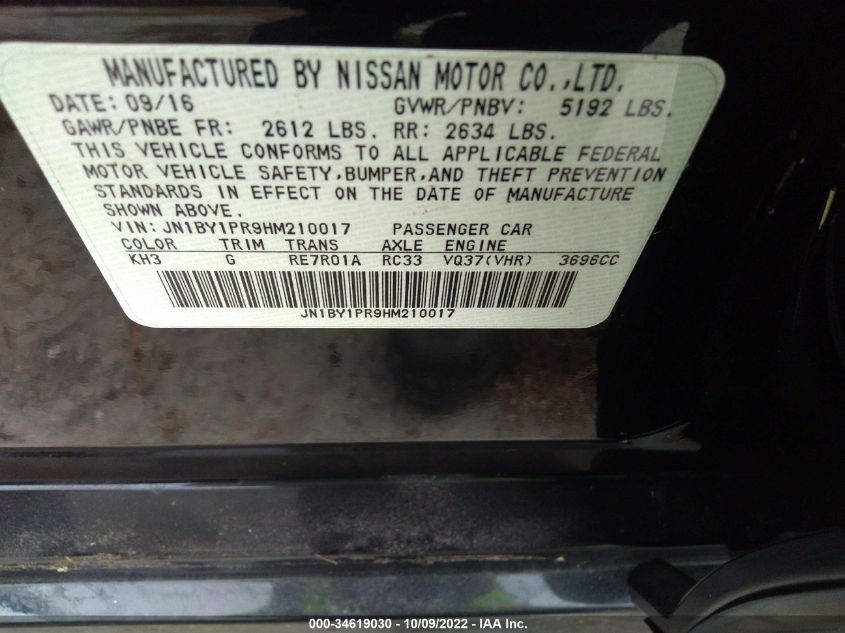 MANUFACTURED BY NISSAN MOTOR CO.,LTD.
DATE: 09/16 GVWR/PNBV: 5192 LBS.
GAWR/PNBE FR: 2612 LBS. RR: 2634 LBS.
THIS VEHICLE CONFORMS TO ALL APPLICABLE FEDERAL
MOTOR VEHICLE SAFETY,BUMPER,AND THEFT PREVENTION
STANDARDS IN EFFECT ON THE DATE OF MANUFACTURE
SHOWN ABOVE.
VIN: JN1BY1PR9HM210017 PASSENGER CAR
COLOR TRIM TRANS AXLE ENGINE
KH3 G RE7R01A RC33 VQ37(VHR) 3696CC
JN1BY1PR9HM210017
000-34619030 - 10/09/2022 - IAA Inc.